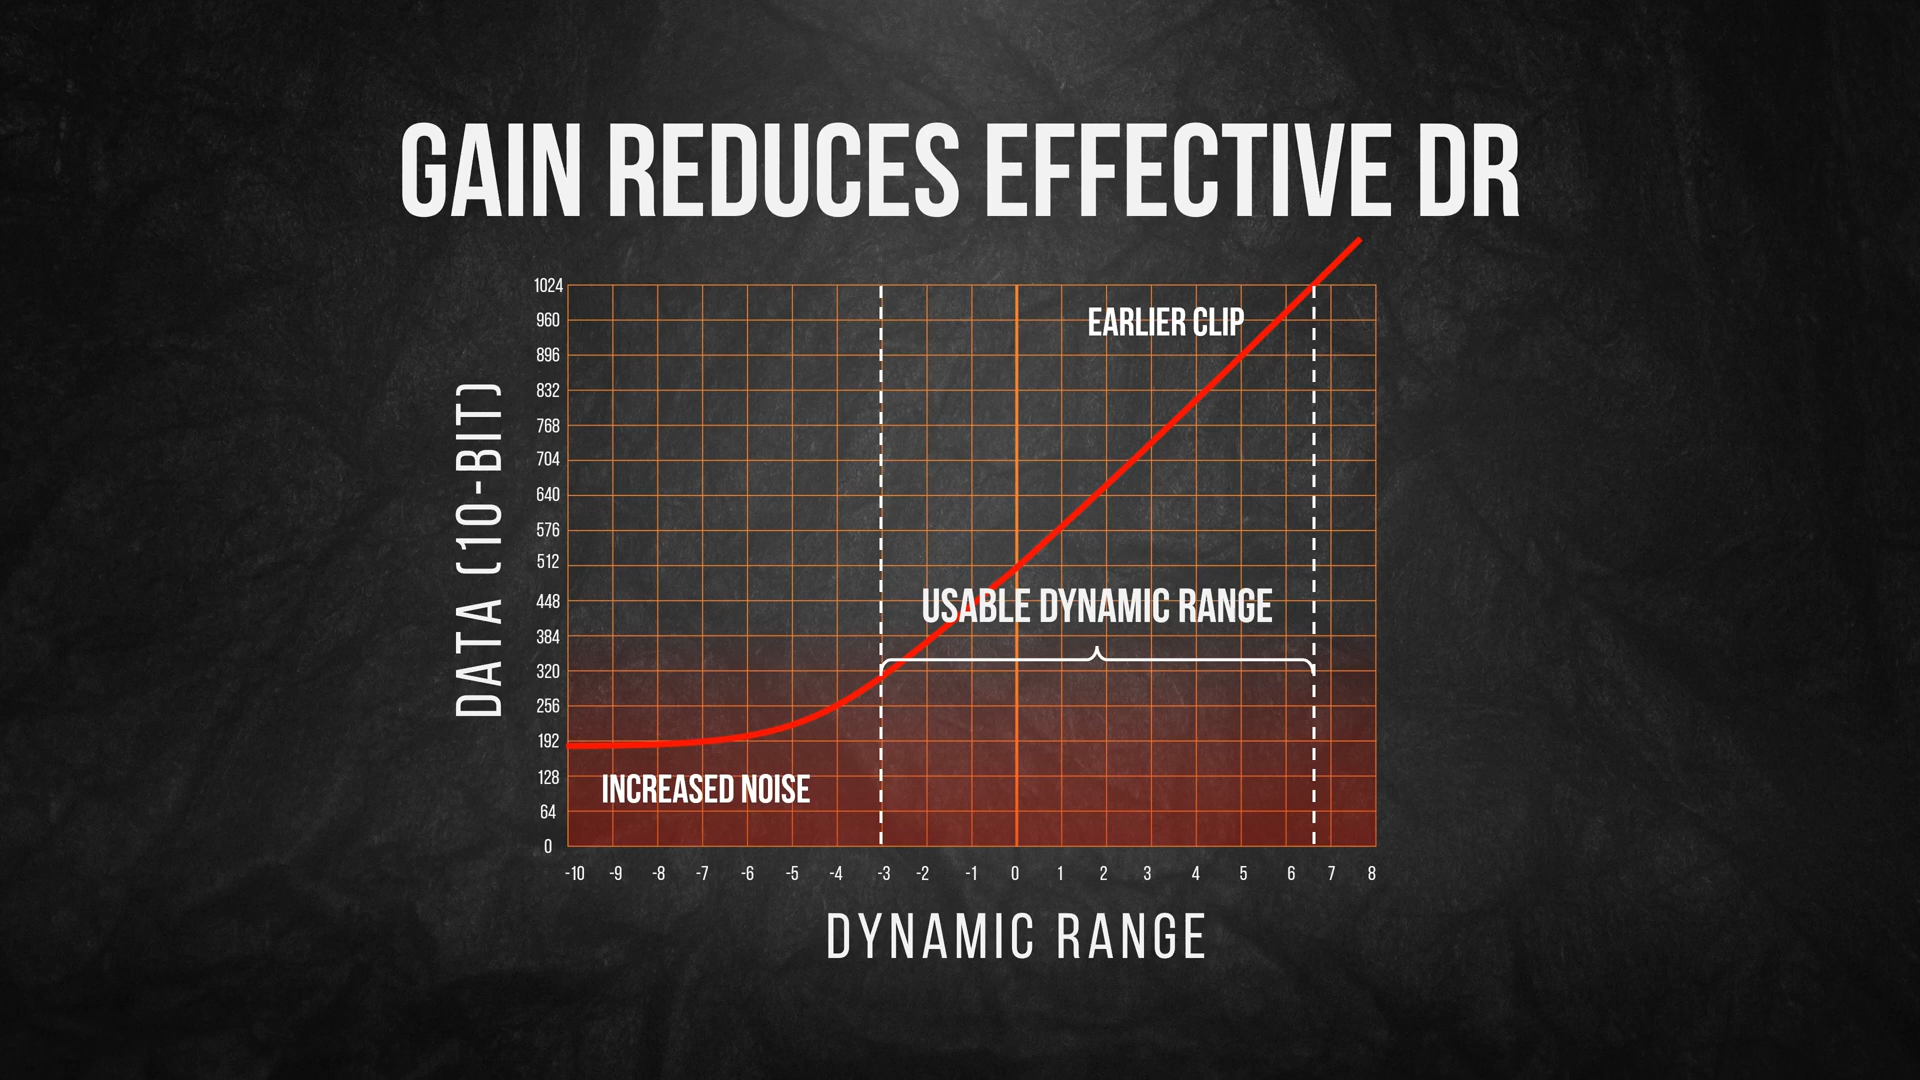 GAIN REDUCES EFFECTIVE DR
1024
960
896
832
768
704
640
576
512
448
384
320
256
192
128
64
0
DATA (10-BIT)
EARLIER CLIP
USABLE DYNAMIC RANGE
INCREASED NOISE
-10 -9 -8 -7 -6 -5 -4 -3 -2 -1 0 1 2 3 4 5 6 7 8
DYNAMIC RANGE